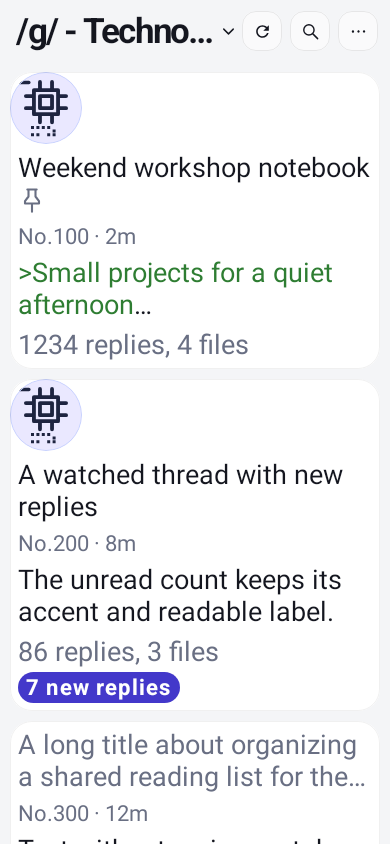 /g/ - Techno...
Weekend workshop notebook
No.100 · 2m
>Small projects for a quiet
afternoon…
1234 replies, 4 files
A watched thread with new
replies
No.200 · 8m
The unread count keeps its
accent and readable label.
86 replies, 3 files
7 new replies
A long title about organizing
a shared reading list for the…
No.300 · 12m